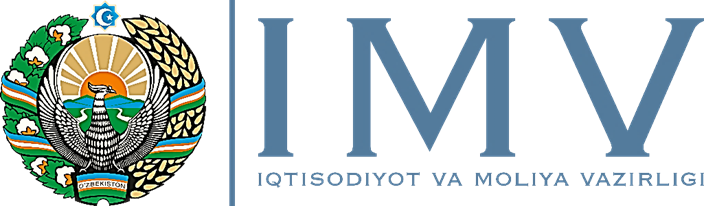 IMV
IQTISODIYOT VA MOLIYA VAZIRLIGI
O'ZBEKISTON